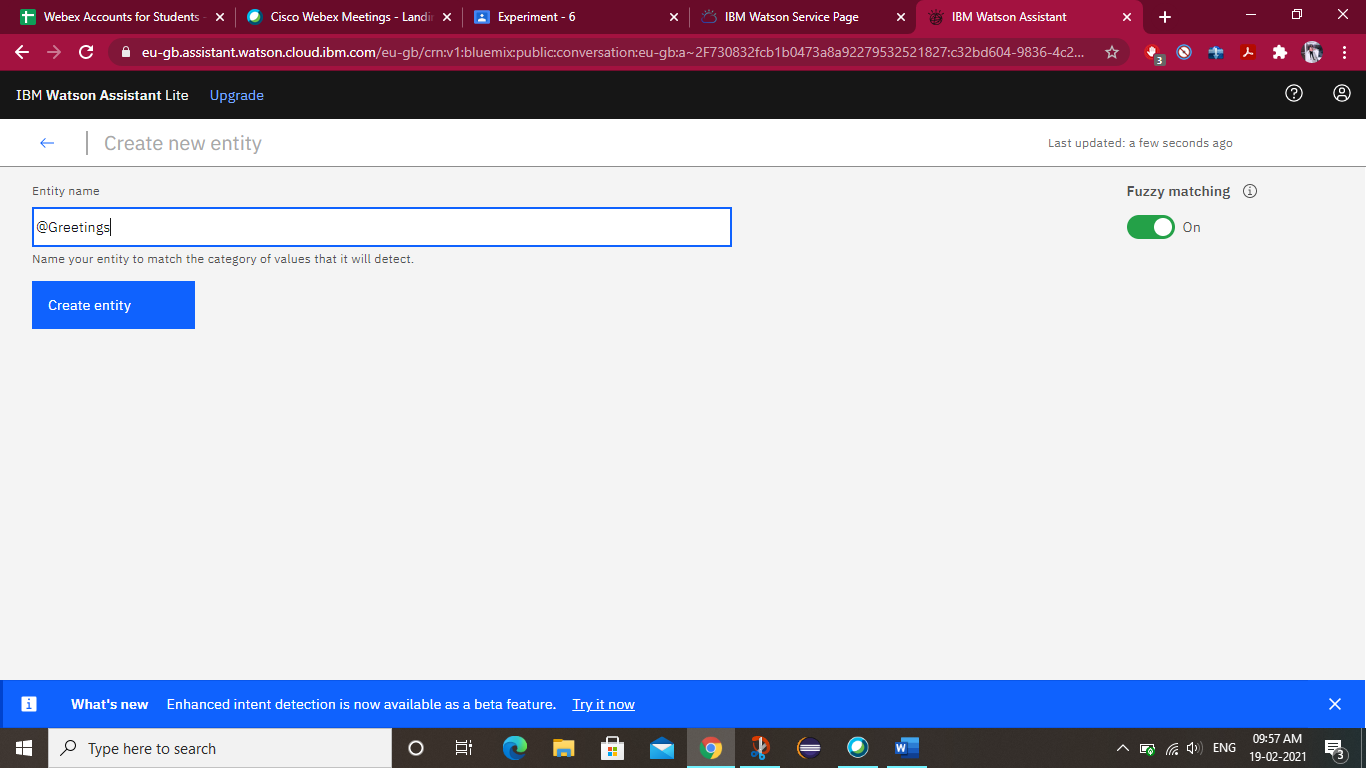 Webex Accounts for Students
Cisco Webex Meetings - Landi
Experiment - 6
IBM Watson Service Page
IBM Watson Assistant
eu-gb.assistant.watson.cloud.ibm.com/eu-gb/crn:v1:bluemix:public:conversation:eu-gb:a~2F730832fcb1b0473a8a92279532521827:c32bd604-9836-4c2...
3
IBM Watson Assistant Lite
Upgrade
Create new entity
Last updated: a few seconds ago
Entity name
Fuzzy matching
@Greetings
On
Name your entity to match the category of values that it will detect.
Create entity
What's new Enhanced intent detection is now available as a beta feature. Try it now
Type here to search
ENG
09:57 AM
19-02-2021
3